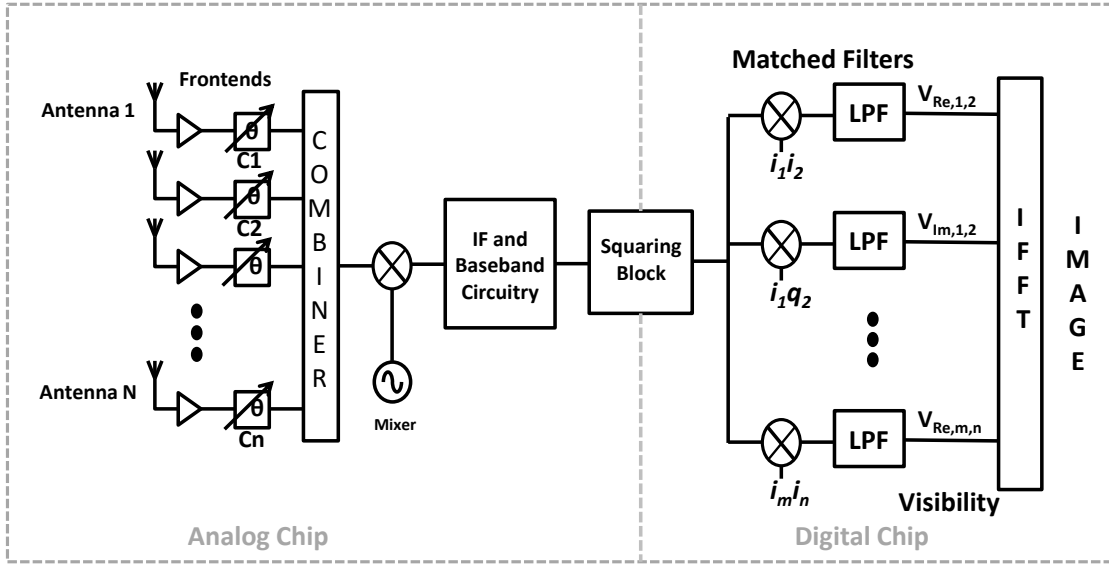 Frontends
Antenna 1
θ
C1
θ
C2
θ
Antenna N
θ
Cn
COMBINER
Mixer
IF and
Baseband
Circuitry
Squaring
Block
Matched Filters
i1i2
LPF
VRe,1,2
i1q2
LPF
VIm,1,2
imin
LPF
VRe,m,n
Visibility
IFFT
IMAGE
Analog Chip
Digital Chip